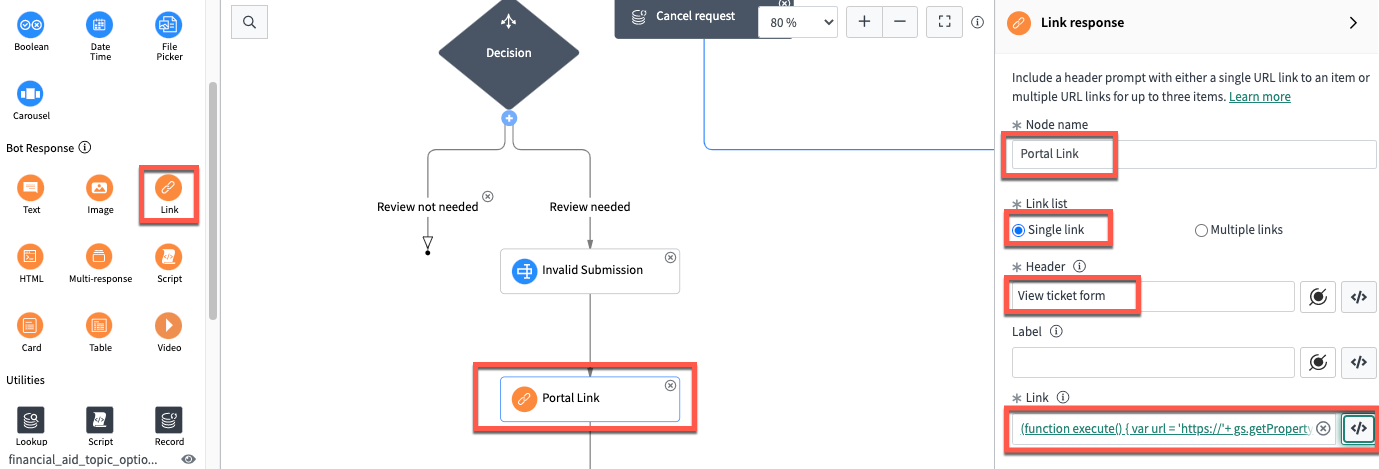 Boolean
Date
Time
File
Picker
Carousel
Bot Response
Text
Image
Link
HTML
Multi-response
Script
Card
Table
Video
Utilities
Lookup
Script
Record
financial_aid_topic_optio...
Cancel request
80 %
Decision
Review not needed
Review needed
Invalid Submission
Portal Link
Link response
Include a header prompt with either a single URL link to an item or
multiple URL links for up to three items. Learn more
Node name
Portal Link
Link list
Single link
Multiple links
Header
View ticket form
Label
Link
(function execute() { var url = 'https://'+ gs.getProperty